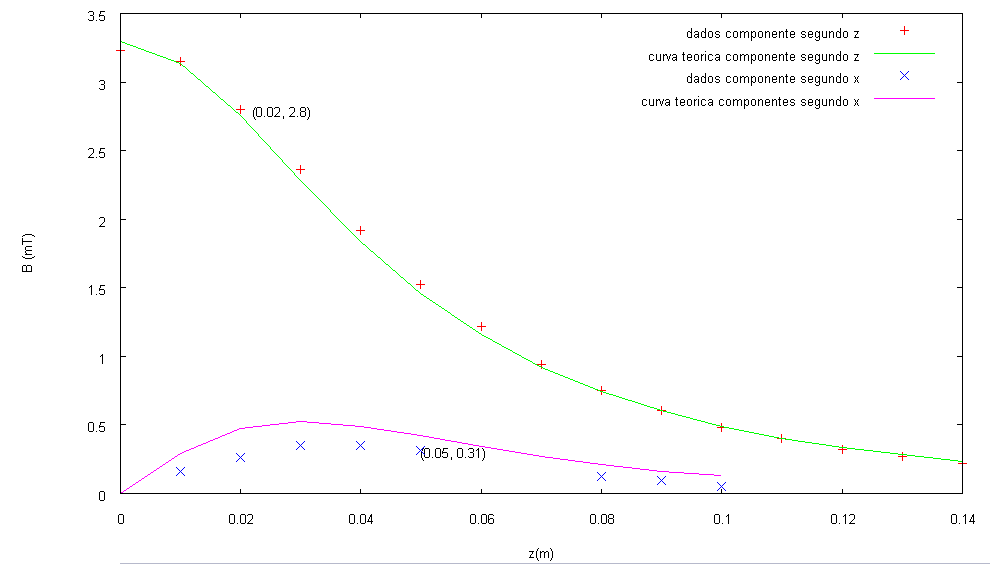 3.5
3
2.5
2
1.5
1
0.5
0
B (mT)
dados componente segundo z
curva teorica componente segundo z
dados componente segundo x
curva teorica componentes segundo x
(0.02, 2.8)
(0.05, 0.31)
0 0.02 0.04 0.06 0.08 0.1 0.12 0.14
z(m)